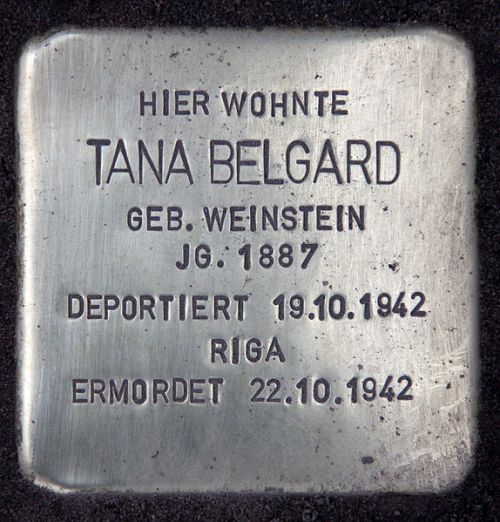 HIER WOHNTE
TANA BELGARD
GEB. WEINSTEIN
JG. 1887
DEPORTIERT 19.10.1942
RIGA
ERMORDET 22.10.1942